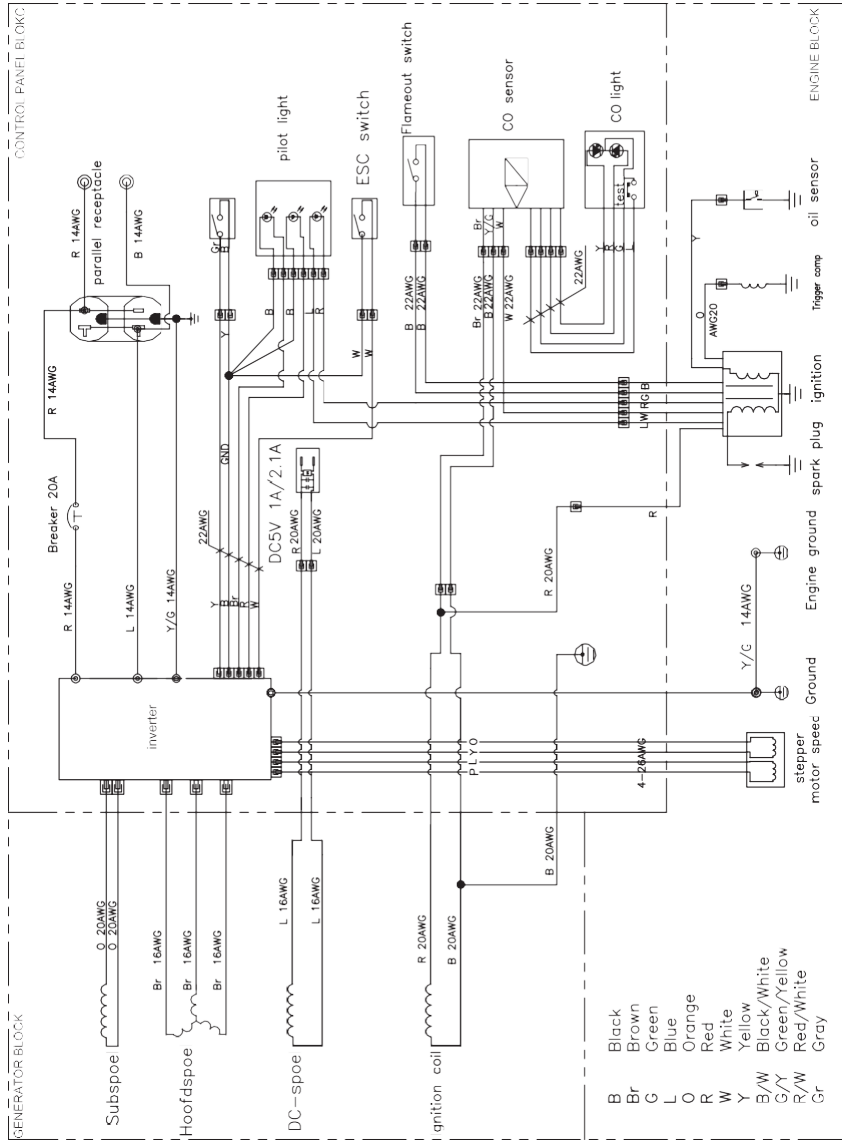 CONTROL PANEL BLOKC
R 14AWG
B 14AWG
parallel receptacle
R 14AWG
Breaker 20A
R 14AWG
L 14AWG
Y/G 14AWG
inverter
Gr
B
pilot light
ESC switch
Flameout switch
CO sensor
CO light
test
Y
B
B
L
R
W
W
GND
22AWG
Y
B
Br
R
W
DC5V 1A/2.1A
R 20AWG
L 20AWG
B 22AWG
B 22AWG
Br
Y/G
W
Br 22AWG
B 22AWG
W 22AWG
Y
R
G
L
22AWG
LW RG B
R 20AWG
R
B 20AWG
P L Y O
4-26AWG
Y/G 14AWG
ENGINE BLOCK
Y
O
AWG20
oil sensor
Trigger comp
ignition
spark plug
Engine ground
Ground
stepper
motor speed
GENERATOR BLOCK
O 20AWG
O 20AWG
Subspoel
Br 16AWG
Br 16AWG
Br 16AWG
Hoofdspoe
L 16AWG
L 16AWG
DC-spoe
R 20AWG
B 20AWG
gnition coil
B Black
Br Brown
G Green
L Blue
O Orange
R Red
W White
Y Yellow
B/W Black/White
G/Y Green/Yellow
R/W Red/White
Gr Gray